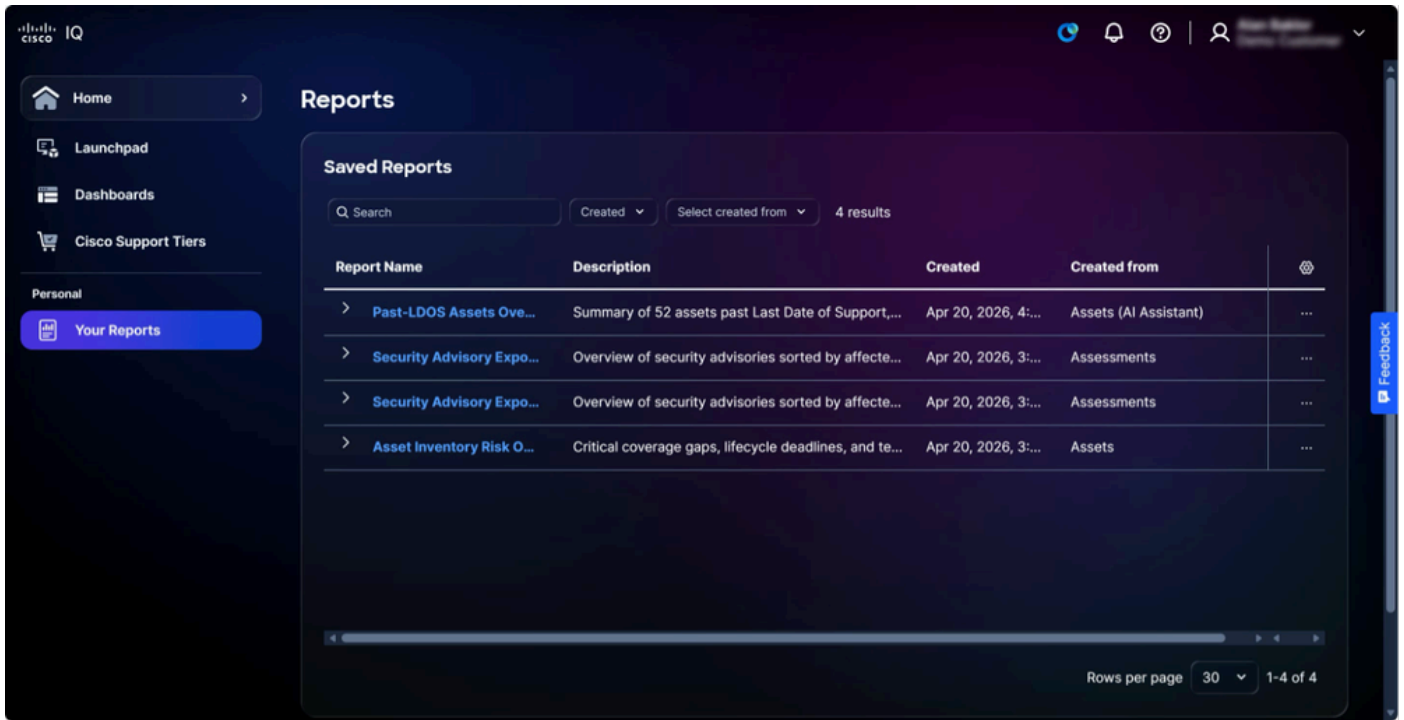 CISCO IQ
Home
Launchpad
Dashboards
Cisco Support Tiers
Personal
Your Reports
Reports
Saved Reports
Search Created Select created from 4 results
Report Name Description Created Created from
Past-LDOS Assets Ove... Summary of 52 assets past Last Date of Support,... Apr 20, 2026, 4:... Assets (AI Assistant) ...
Security Advisory Expo... Overview of security advisories sorted by affecte... Apr 20, 2026, 3:... Assessments ...
Security Advisory Expo... Overview of security advisories sorted by affecte... Apr 20, 2026, 3:... Assessments ...
Asset Inventory Risk O... Critical coverage gaps, lifecycle deadlines, and te... Apr 20, 2026, 3:... Assets ...
Rows per page 30 1-4 of 4
Feedback